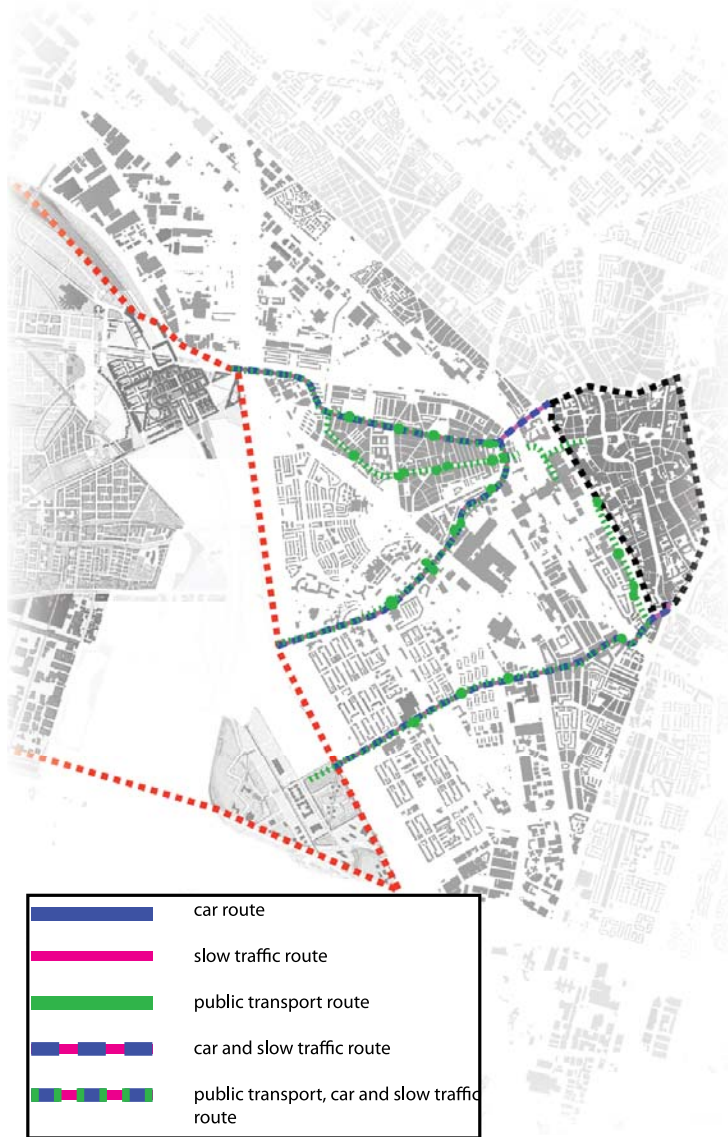 car route
slow traffic route
public transport route
car and slow traffic route
public transport, car and slow traffic
route